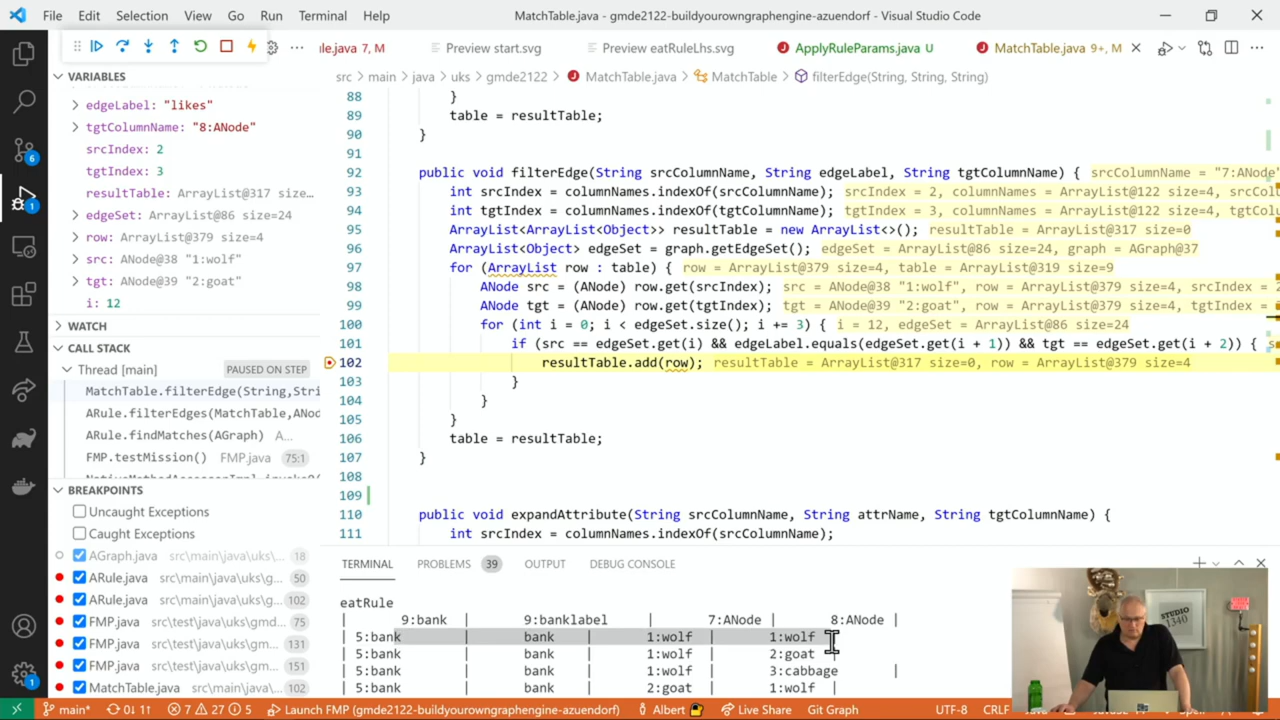 File Edit Selection View Go Run Terminal Help
MatchTable.java - gmde2122-buildyourowngraphengine-azuendorf - Visual Studio Code
ıle.java 7, M Preview start.svg Preview eatRuleLhs.svg ApplyRuleParams.java U MatchTable.java 9+, M
src > main > java > uks > gmde2122 > MatchTable.java > MatchTable > filterEdge(String, String, String)
VARIABLES
edgeLabel: "likes"
tgtColumnName: "8:ANode"
srcIndex: 2
tgtIndex: 3
resultTable: ArrayList@317 size…
edgeSet: ArrayList@86 size=24
row: ArrayList@379 size=4
src: ANode@38 "1:wolf"
tgt: ANode@39 "2:goat"
i: 12
WATCH
CALL STACK
Thread [main] PAUSED ON STEP
MatchTable.filterEdge(String,Stri
ARule.filterEdges(MatchTable,ANod
ARule.findMatches(AGraph) A…
FMP.testMission() FMP.java 75:1
BREAKPOINTS
Uncaught Exceptions
Caught Exceptions
AGraph.java src\main\java\uks\… 18
ARule.java src\main\java\uks\g… 50
ARule.java src\main\java\uks\g… 102
FMP.java src\test\java\uks\gmd… 75
FMP.java src\test\java\uks\gm… 131
FMP.java src\test\java\uks\gm… 151
MatchTable.java src\main\java\… 102
88 }
89 table = resultTable;
90 }
91
92 public void filterEdge(String srcColumnName, String edgeLabel, String tgtColumnName) { srcColumnName = "7:ANode"
93 int srcIndex = columnNames.indexOf(srcColumnName); srcIndex = 2, columnNames = ArrayList@122 size=4, srcCo
94 int tgtIndex = columnNames.indexOf(tgtColumnName); tgtIndex = 3, columnNames = ArrayList@122 size=4, tgtCo
95 ArrayList<ArrayList<Object>> resultTable = new ArrayList<>(); resultTable = ArrayList@317 size=0
96 ArrayList<Object> edgeSet = graph.getEdgeSet(); edgeSet = ArrayList@86 size=24, graph = AGraph@37
97 for (ArrayList row : table) { row = ArrayList@379 size=4, table = ArrayList@319 size=9
98 ANode src = (ANode) row.get(srcIndex); src = ANode@38 "1:wolf", row = ArrayList@379 size=4, srcIndex = 2
99 ANode tgt = (ANode) row.get(tgtIndex); tgt = ANode@39 "2:goat", row = ArrayList@379 size=4, tgtIndex =
100 for (int i = 0; i < edgeSet.size(); i += 3) { i = 12, edgeSet = ArrayList@86 size=24
101 if (src == edgeSet.get(i) && edgeLabel.equals(edgeSet.get(i + 1)) && tgt == edgeSet.get(i + 2)) {
102 resultTable.add(row); resultTable = ArrayList@317 size=0, row = ArrayList@379 size=4
103 }
104 }
105 }
106 table = resultTable;
107 }
108
109
110 public void expandAttribute(String srcColumnName, String attrName, String tgtColumnName) {
111 int srcIndex = columnNames.indexOf(srcColumnName);
TERMINAL PROBLEMS 39 OUTPUT DEBUG CONSOLE
eatRule
| 9:bank 9:banklabel | 7:ANode | 8:ANode |
| 5:bank bank | 1:wolf | 1:wolf
| 5:bank bank | 1:wolf | 2:goat |
| 5:bank bank | 1:wolf | 3:cabbage |
| 5:bank bank | 2:goat | 1:wolf
STUDIO
1340
main* 0↓ 1↑ 7 27 5 Launch FMP (gmde2122-buildyourowngraphengine-azuendorf) Albert Live Share Git Graph UTF-8 CRLF